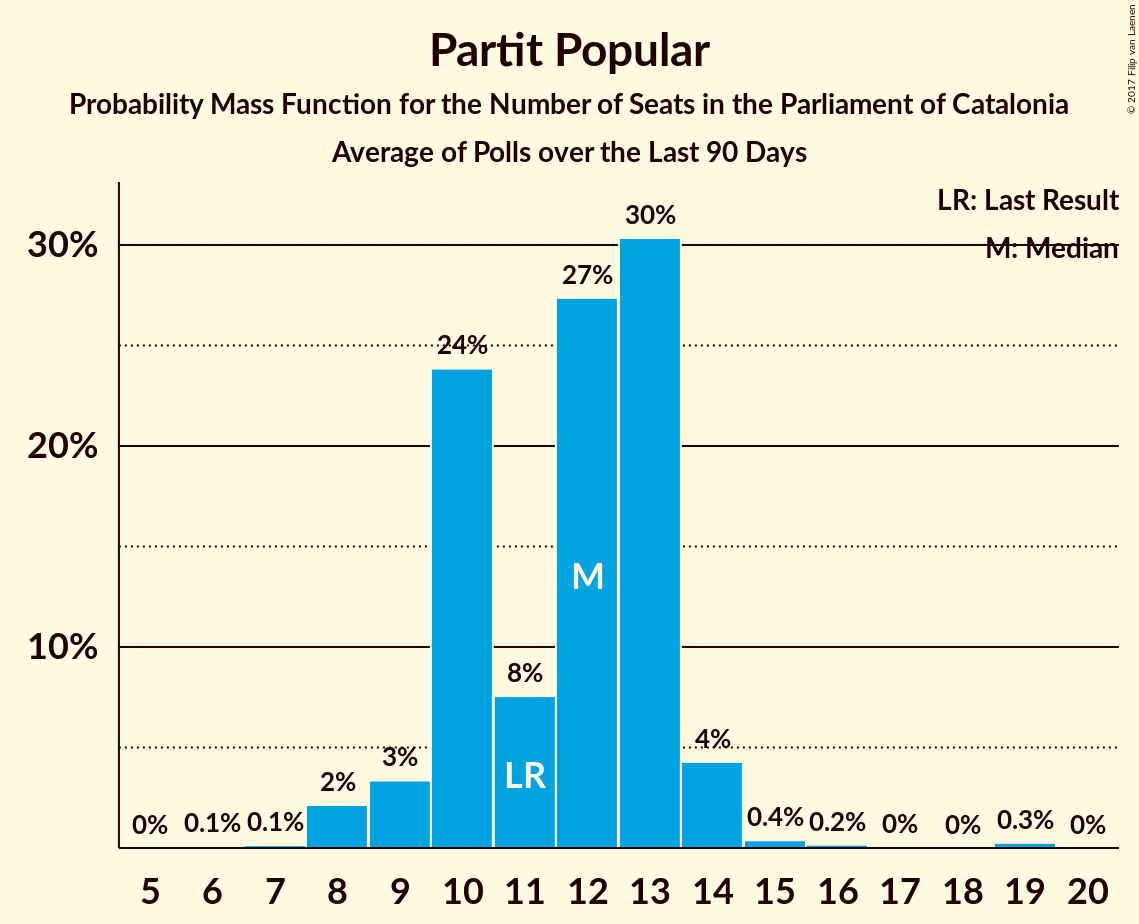 Partit Popular
Probability Mass Function for the Number of Seats in the Parliament of Catalonia
Average of Polls over the Last 90 Days
© 2017 Filip van Laenen
LR: Last Result
M: Median
30%
20%
10%
0% 0.1% 0.1% 2% 3% 24% 8% 27% 30% 4% 0.4% 0.2% 0% 0% 0.3% 0%
M
LR
5 6 7 8 9 10 11 12 13 14 15 16 17 18 19 20